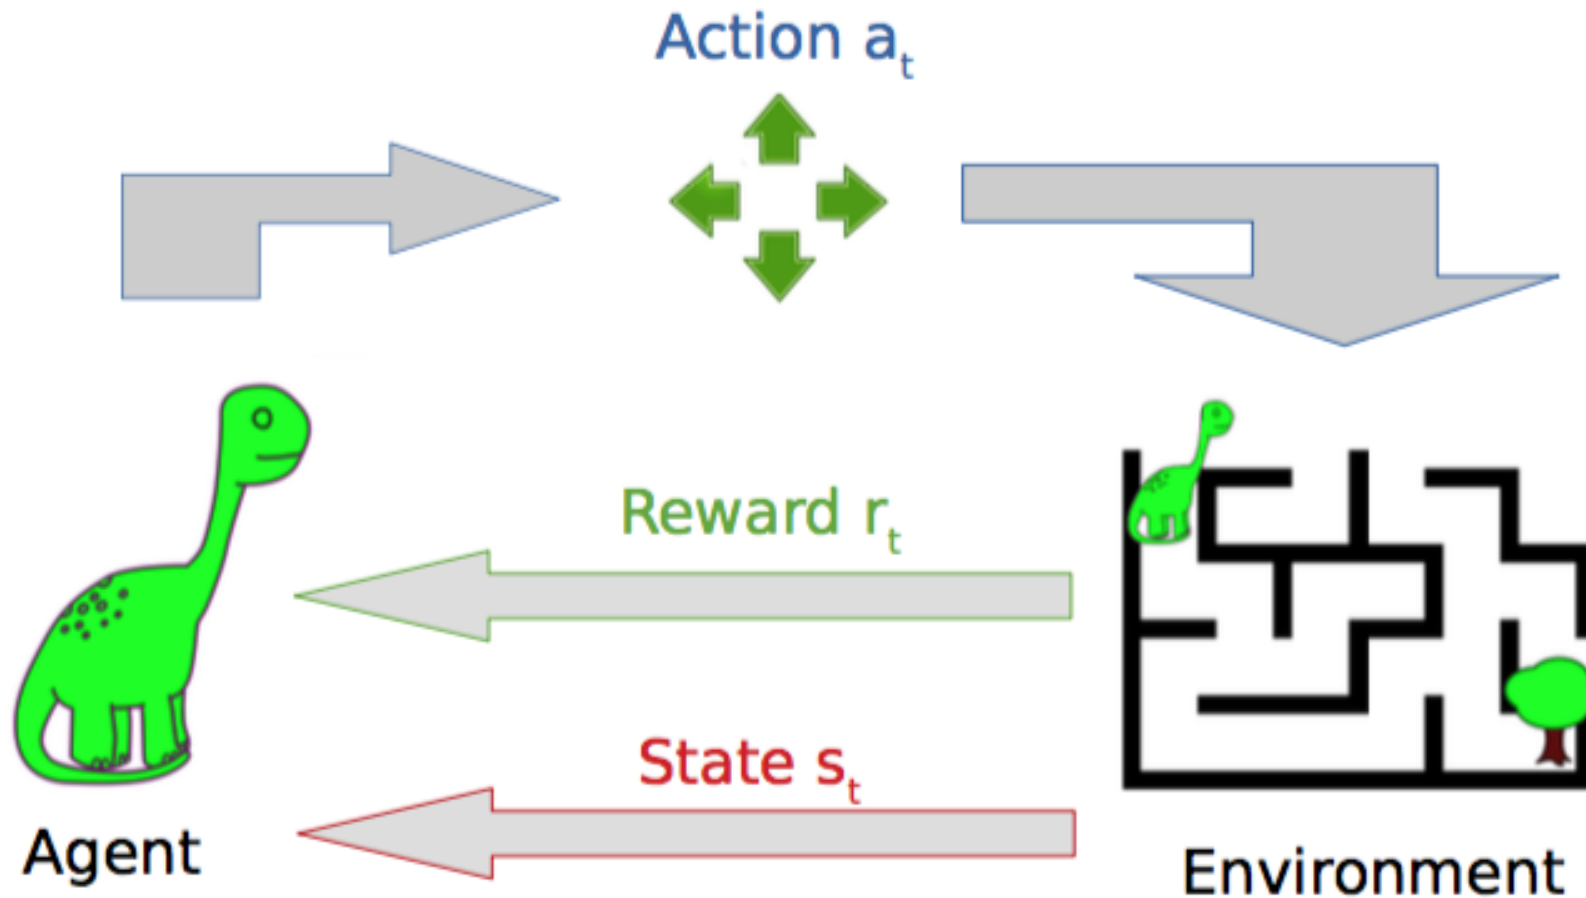 Action a_t
Reward r_t
State s_t
Agent
Environment